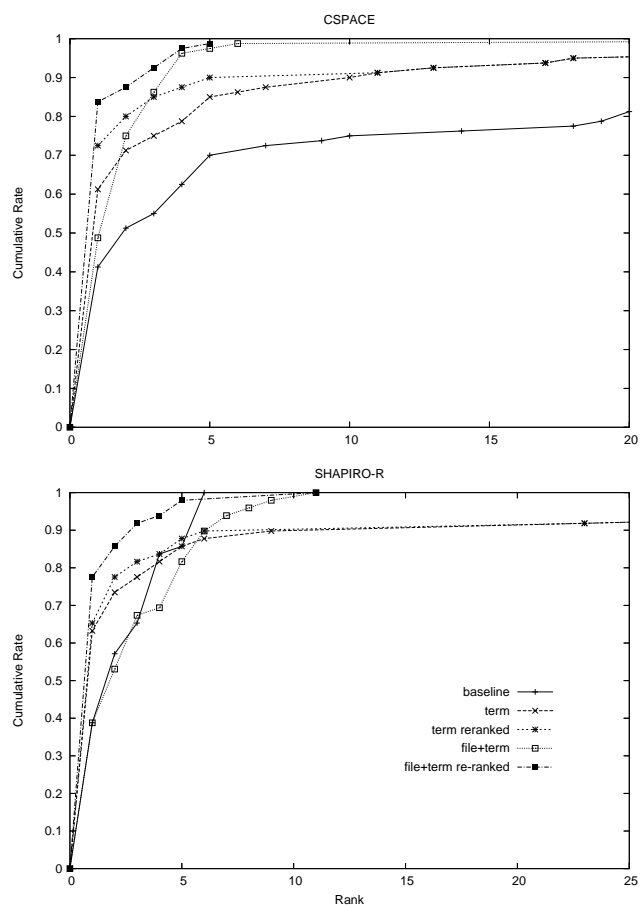 CSPACE
1
0.9
0.8
0.7
0.6
0.5
0.4
0.3
0.2
0.1
0
Cumulative Rate
0 5 10 15 20
SHAPIRO-R
1
0.9
0.8
0.7
0.6
0.5
0.4
0.3
0.2
0.1
0
Cumulative Rate
baseline
term
term reranked
file+term
file+term re-ranked
0 5 10 15 20 25
Rank